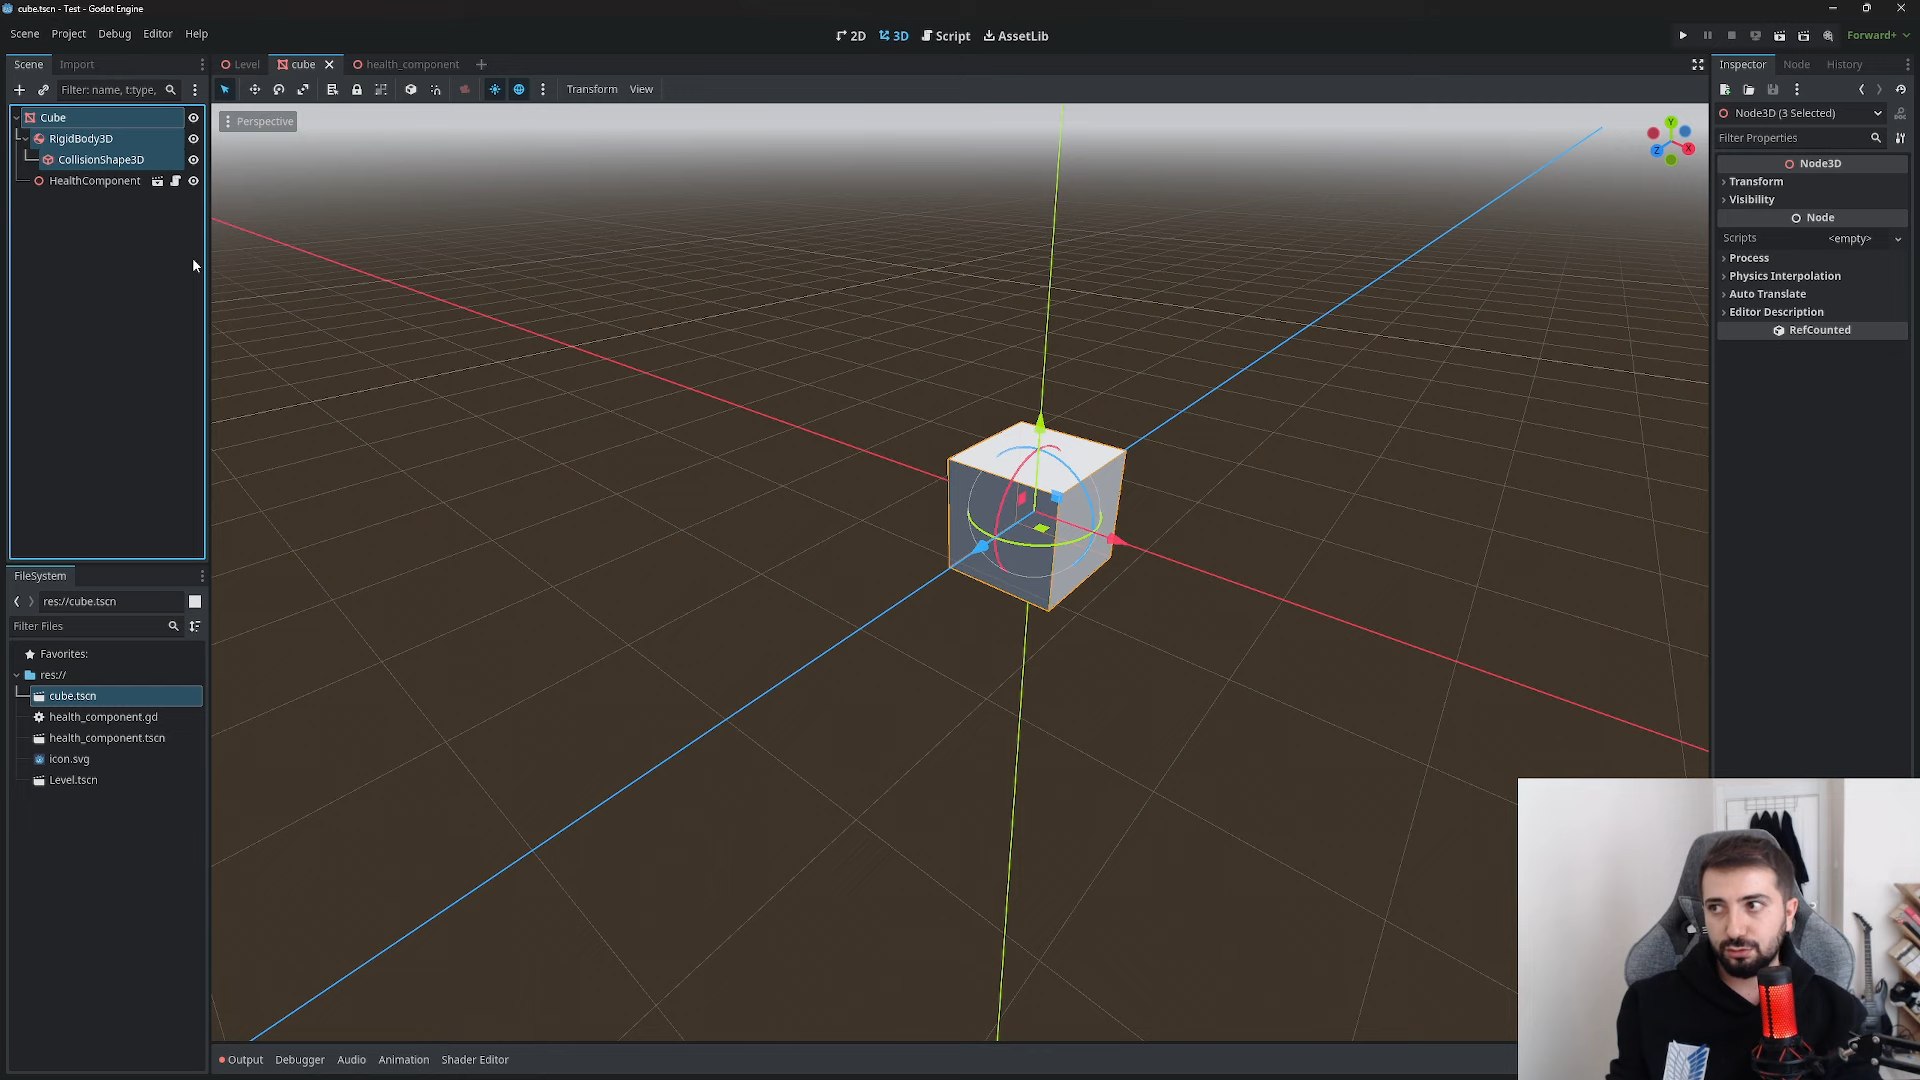 cube.tscn - Test - Godot Engine
Scene Project Debug Editor Help
2D 3D Script AssetLib
Forward+
Scene Import
Level cube health_component
Inspector Node History
Filter: name, t:type,
Transform View
Cube
RigidBody3D
CollisionShape3D
HealthComponent
Perspective
Y
X
Z
Node3D (3 Selected)
Filter Properties
Node3D
Transform
Visibility
Node
Scripts <empty>
Process
Physics Interpolation
Auto Translate
Editor Description
RefCounted
FileSystem
res://cube.tscn
Filter Files
Favorites:
res://
cube.tscn
health_component.gd
health_component.tscn
icon.svg
Level.tscn
Output Debugger Audio Animation Shader Editor